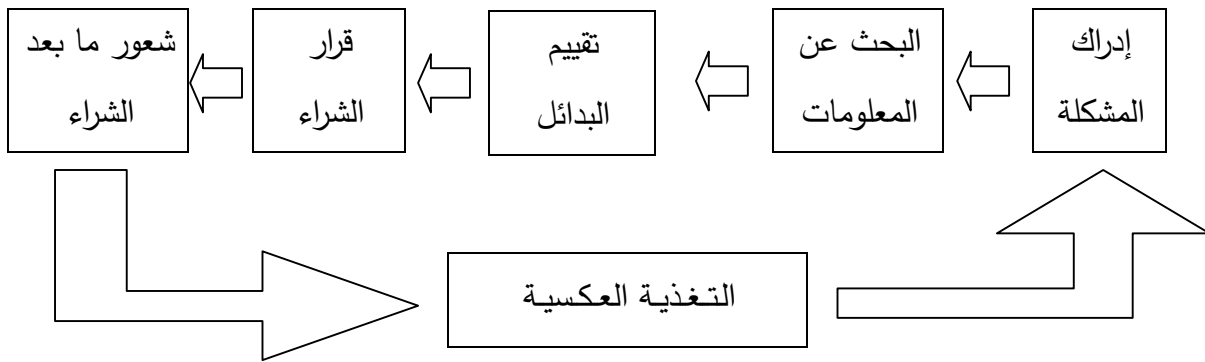 إدراك
المشكلة
البحث عن
المعلومات
تقييم
البدائل
قرار
الشراء
شعور ما بعد
الشراء
التغذية العكسية